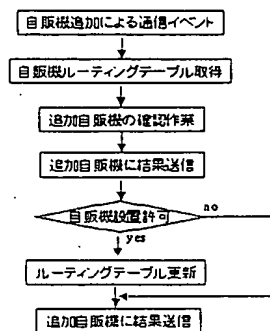 自販機追加による通信イベント
自販機ルーティングテーブル取得
追加自販機の確認作業
追加自販機に結果送信
自販機設置許可
no
yes
ルーティングテーブル更新
追加自販機に結果送信